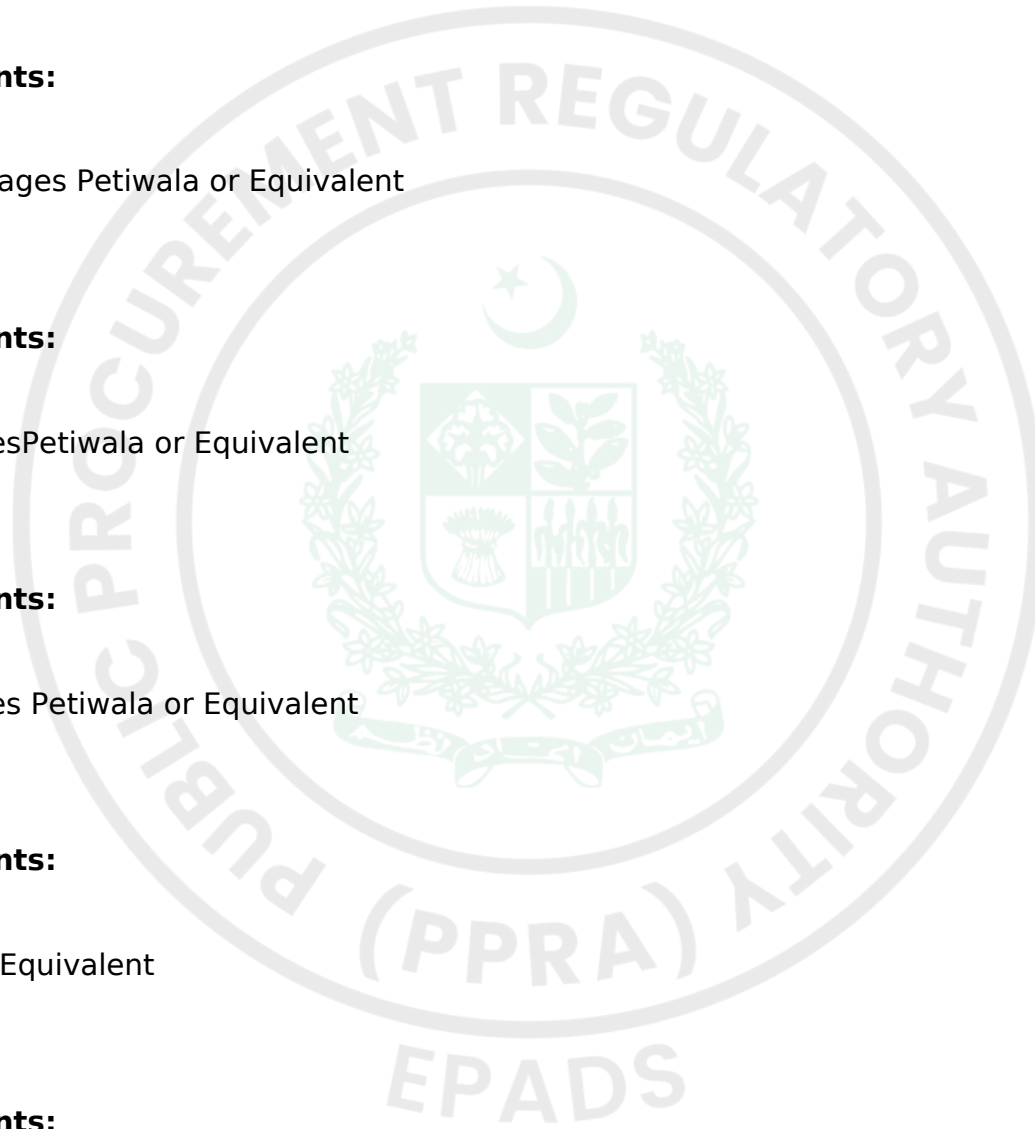 nts:
ages Petiwala or Equivalent
nts:
esPetiwala or Equivalent
nts:
es Petiwala or Equivalent
nts:
Equivalent
nts:
PUBLIC PROCUREMENT REGULATORY AUTHORITY
(PPRA)
EPADS